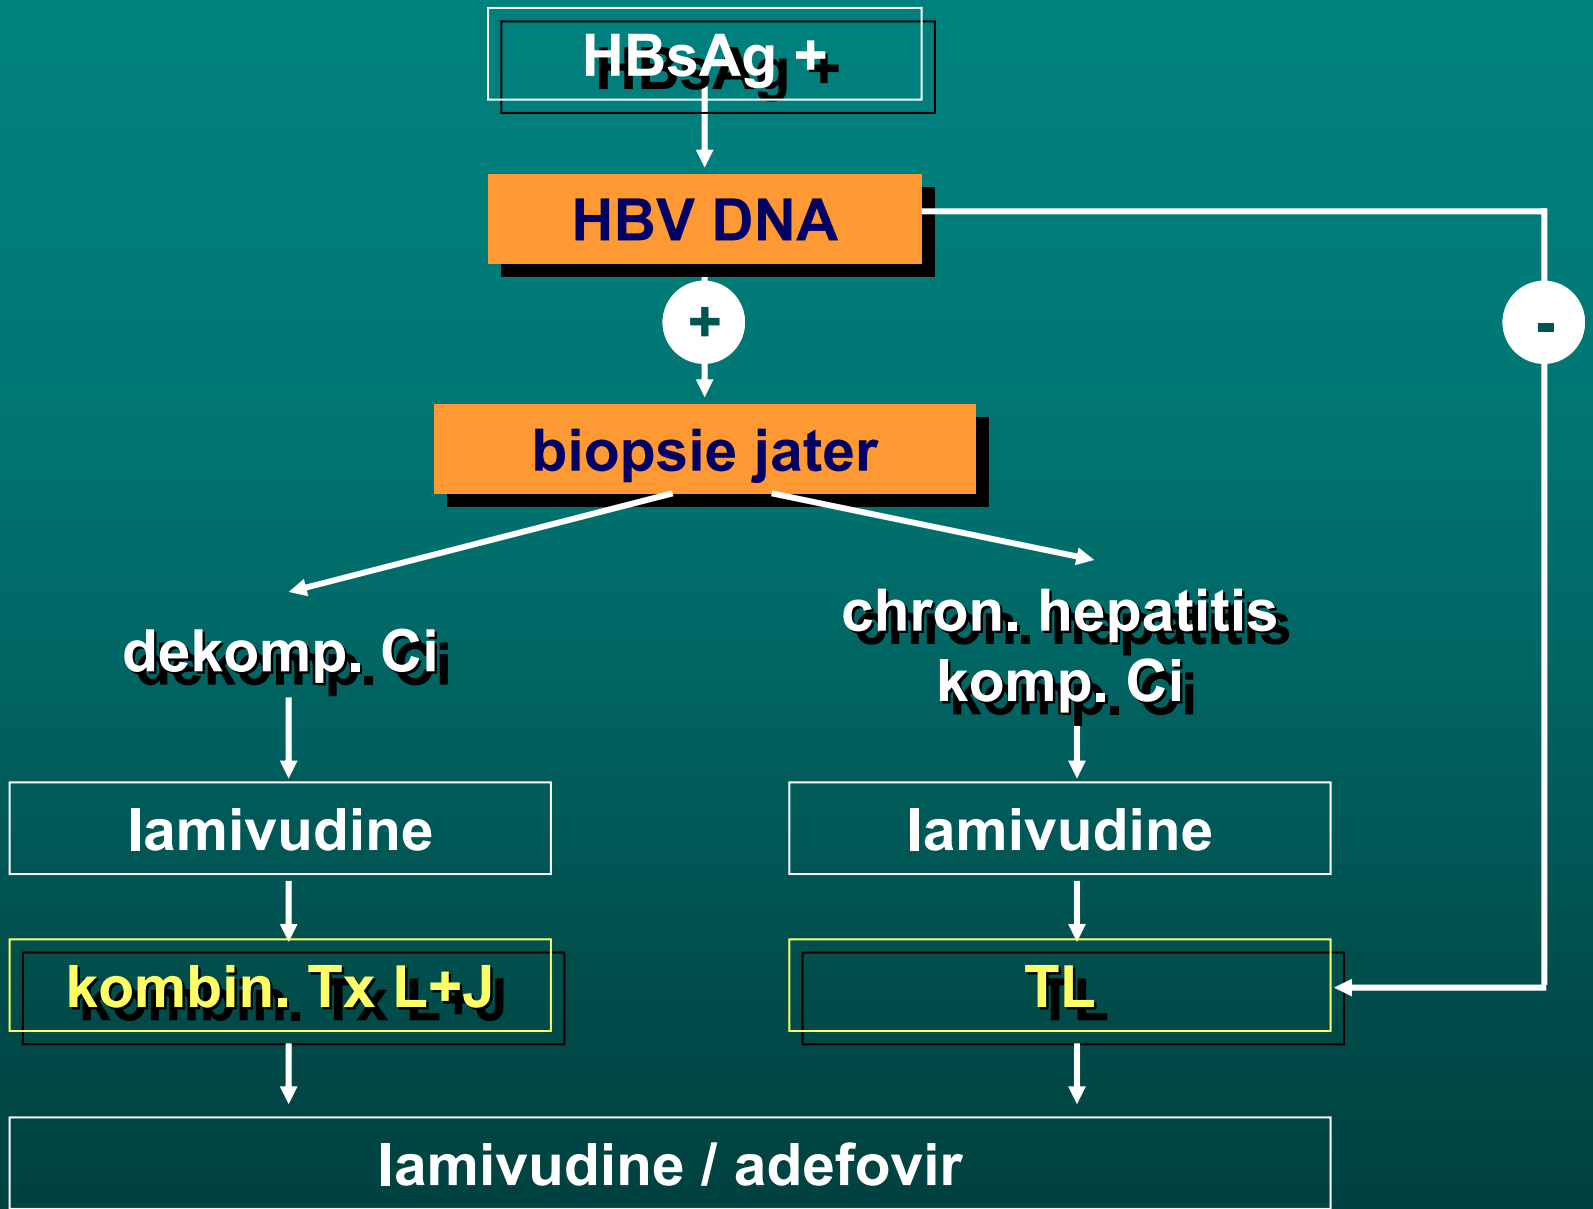 HBsAg +
HBV DNA
+
-
biopsie jater
dekomp. Ci
chron. hepatitis
komp. Ci
lamivudine
lamivudine
kombin. Tx L+J
TL
lamivudine / adefovir